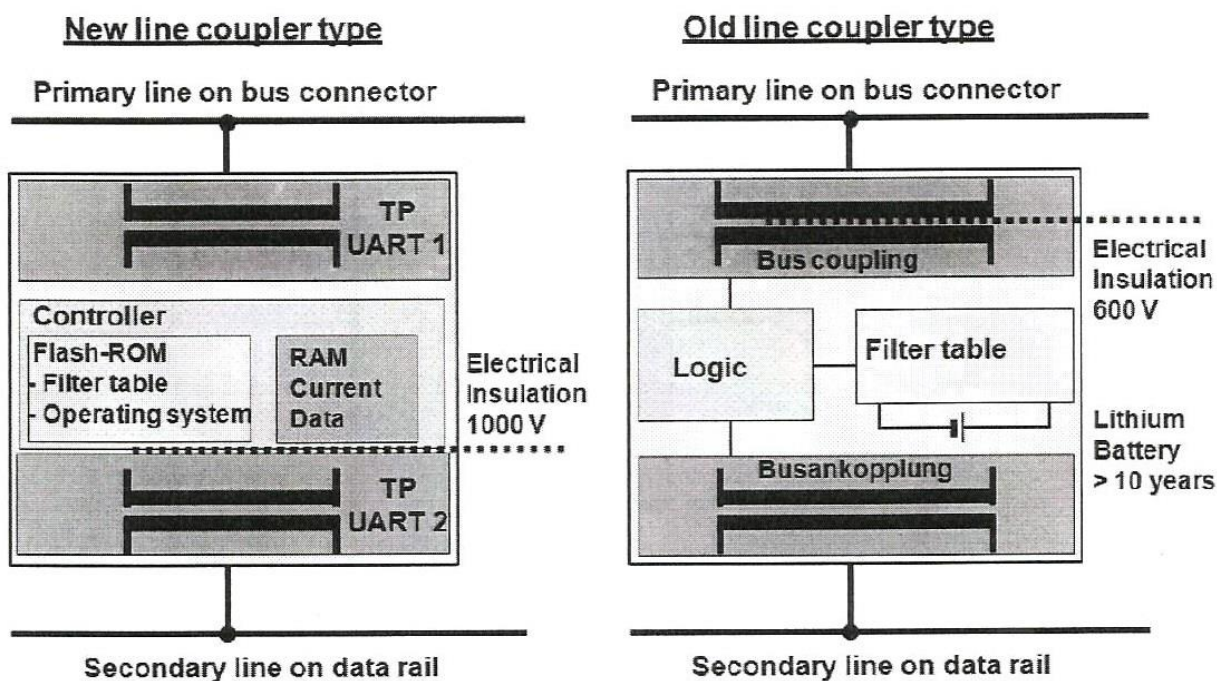 New line coupler type
Primary line on bus connector
TP
UART 1
Controller
Flash-ROM
- Filter table
- Operating system
RAM
Current
Data
Electrical
Insulation
1000 V
TP
UART 2
Secondary line on data rail
Old line coupler type
Primary line on bus connector
Bus coupling
Electrical
Insulation
600 V
Logic
Filter table
Lithium
Battery
> 10 years
Busankopplung
Secondary line on data rail